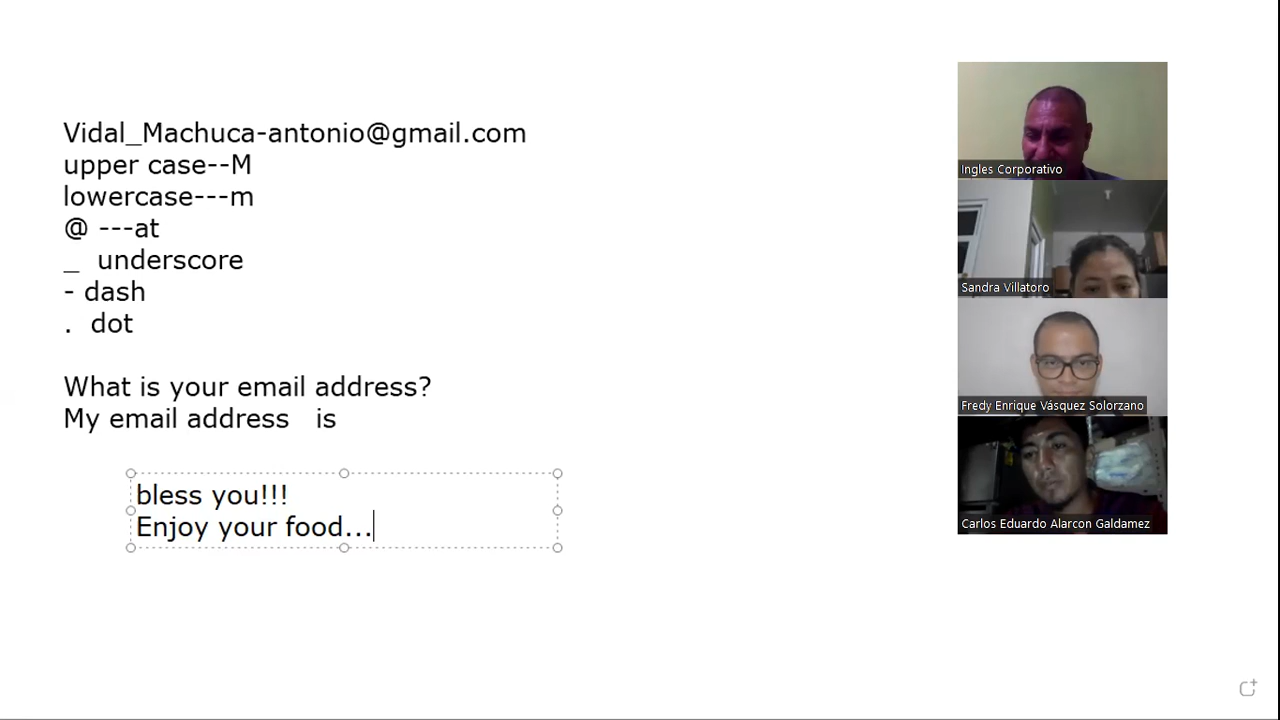 Vidal_Machuca-antonio@gmail.com
upper case--M
lowercase---m
@ ---at
_  underscore
- dash
.  dot
What is your email address?
My email address   is
bless you!!!
Enjoy your food...
Ingles Corporativo
Sandra Villatoro
Fredy Enrique Vásquez Solorzano
Carlos Eduardo Alarcon Galdamez